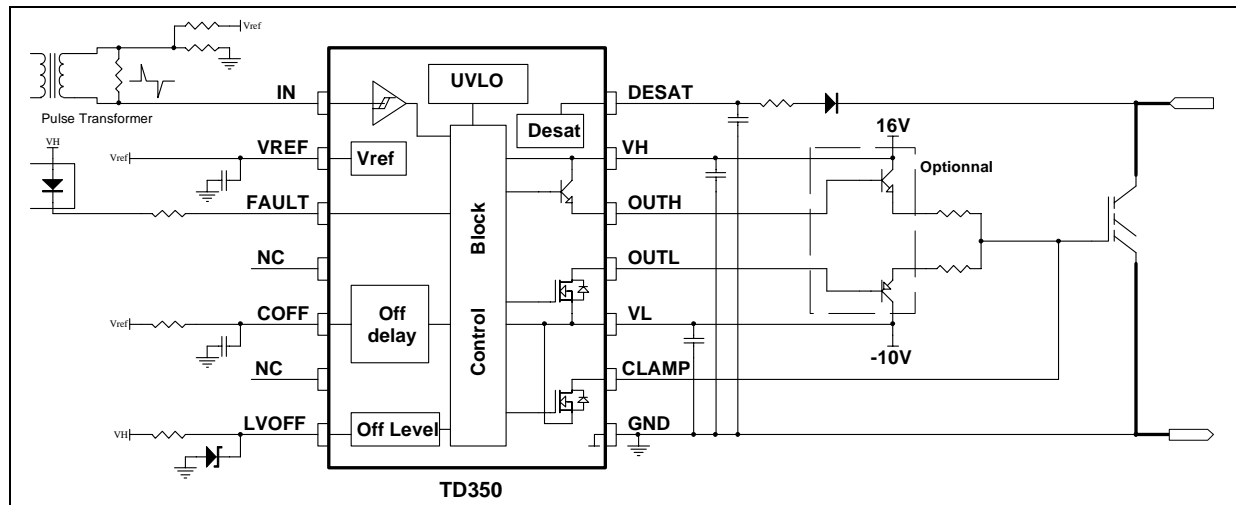 Vref
Pulse Transformer
VH
Vref
Vref
VH
IN
VREF
FAULT
NC
COFF
NC
LVOFF
UVLO
Vref
Desat
Control Block
Off
delay
Off Level
TD350
DESAT
VH
OUTH
OUTL
VL
CLAMP
GND
16V
Optionnal
-10V